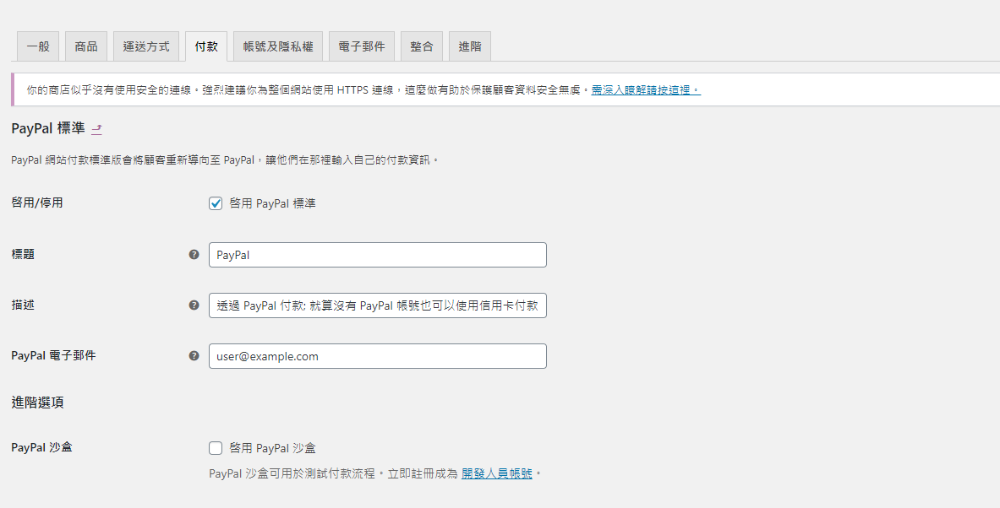 一般 商品 運送方式 付款 帳號及隱私權 電子郵件 整合 進階
你的商店似乎沒有使用安全的連線。強烈建議你為整個網站使用 HTTPS 連線，這麼做有助於保護顧客資料安全無虞。需深入瞭解請按這裡。
PayPal 標準
PayPal 網站付款標準版會將顧客重新導向至 PayPal，讓他們在那裡輸入自己的付款資訊。
啓用/停用 啓用 PayPal 標準
標題 PayPal
描述 透過 PayPal 付款; 就算沒有 PayPal 帳號也可以使用信用卡付款
PayPal 電子郵件 user@example.com
進階選項
PayPal 沙盒 啓用 PayPal 沙盒
PayPal 沙盒可用於測試付款流程。立即註冊成為 開發人員帳號。